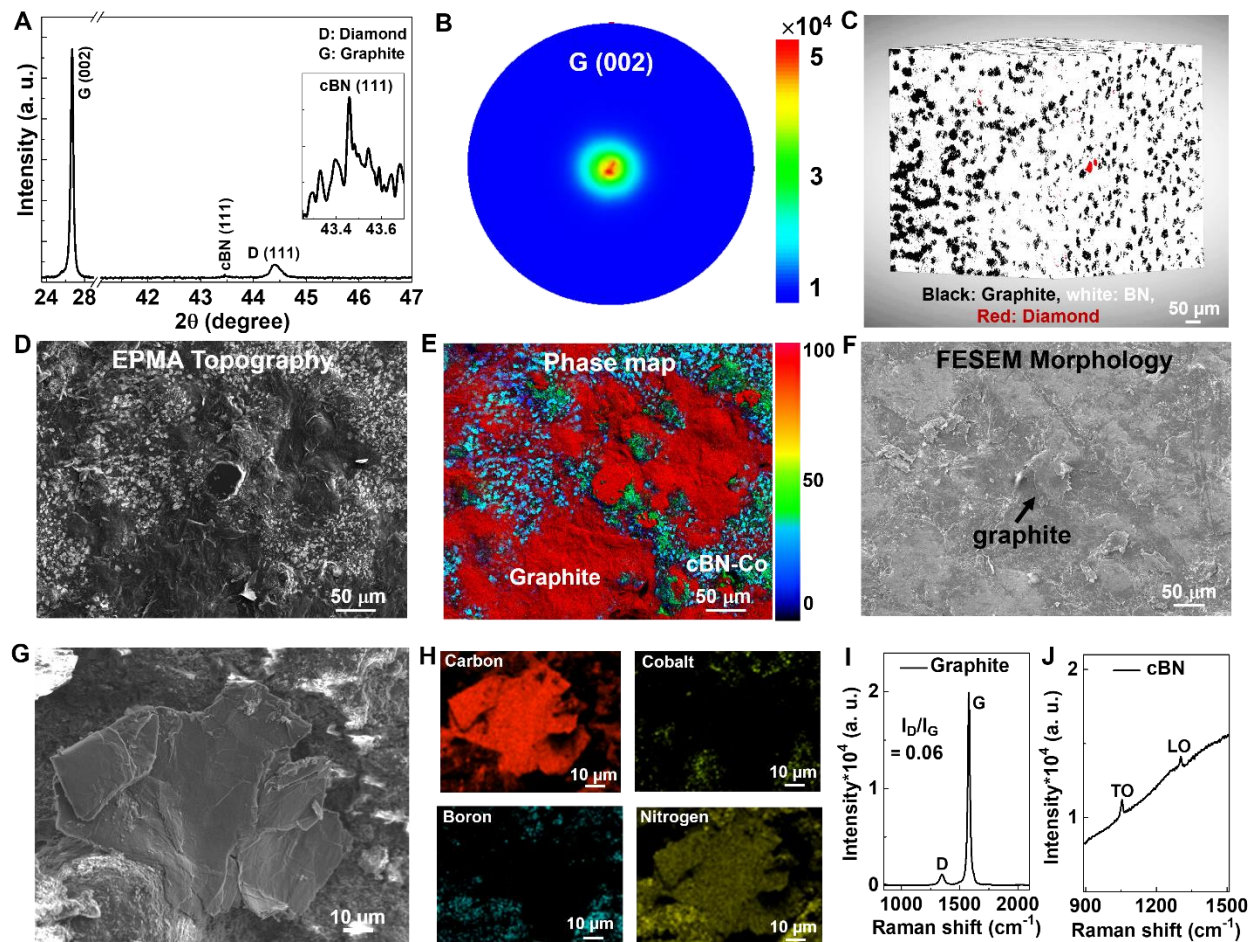 A
D: Diamond
G: Graphite
G (002)
cBN (111)
43.4 43.6
cBN (111)
D (111)
Intensity (a. u.)
24 28 42 43 44 45 46 47
2θ (degree)
B
G (002)
×10⁴
5
3
1
C
Black: Graphite, white: BN,
Red: Diamond
50 μm
D
EPMA Topography
50 μm
E
Phase map
Graphite
cBN-Co
50 μm
100
50
0
F
FESEM Morphology
graphite
50 μm
G
10 μm
H
Carbon
10 μm
Cobalt
10 μm
Boron
10 μm
Nitrogen
10 μm
I
Graphite
G
I_D/I_G
= 0.06
D
2
1
0
Intensity*10⁴ (a. u.)
1000 1500 2000
Raman shift (cm⁻¹)
J
cBN
LO
TO
2
1
Intensity*10⁴ (a. u.)
900 1200 1500
Raman shift (cm⁻¹)